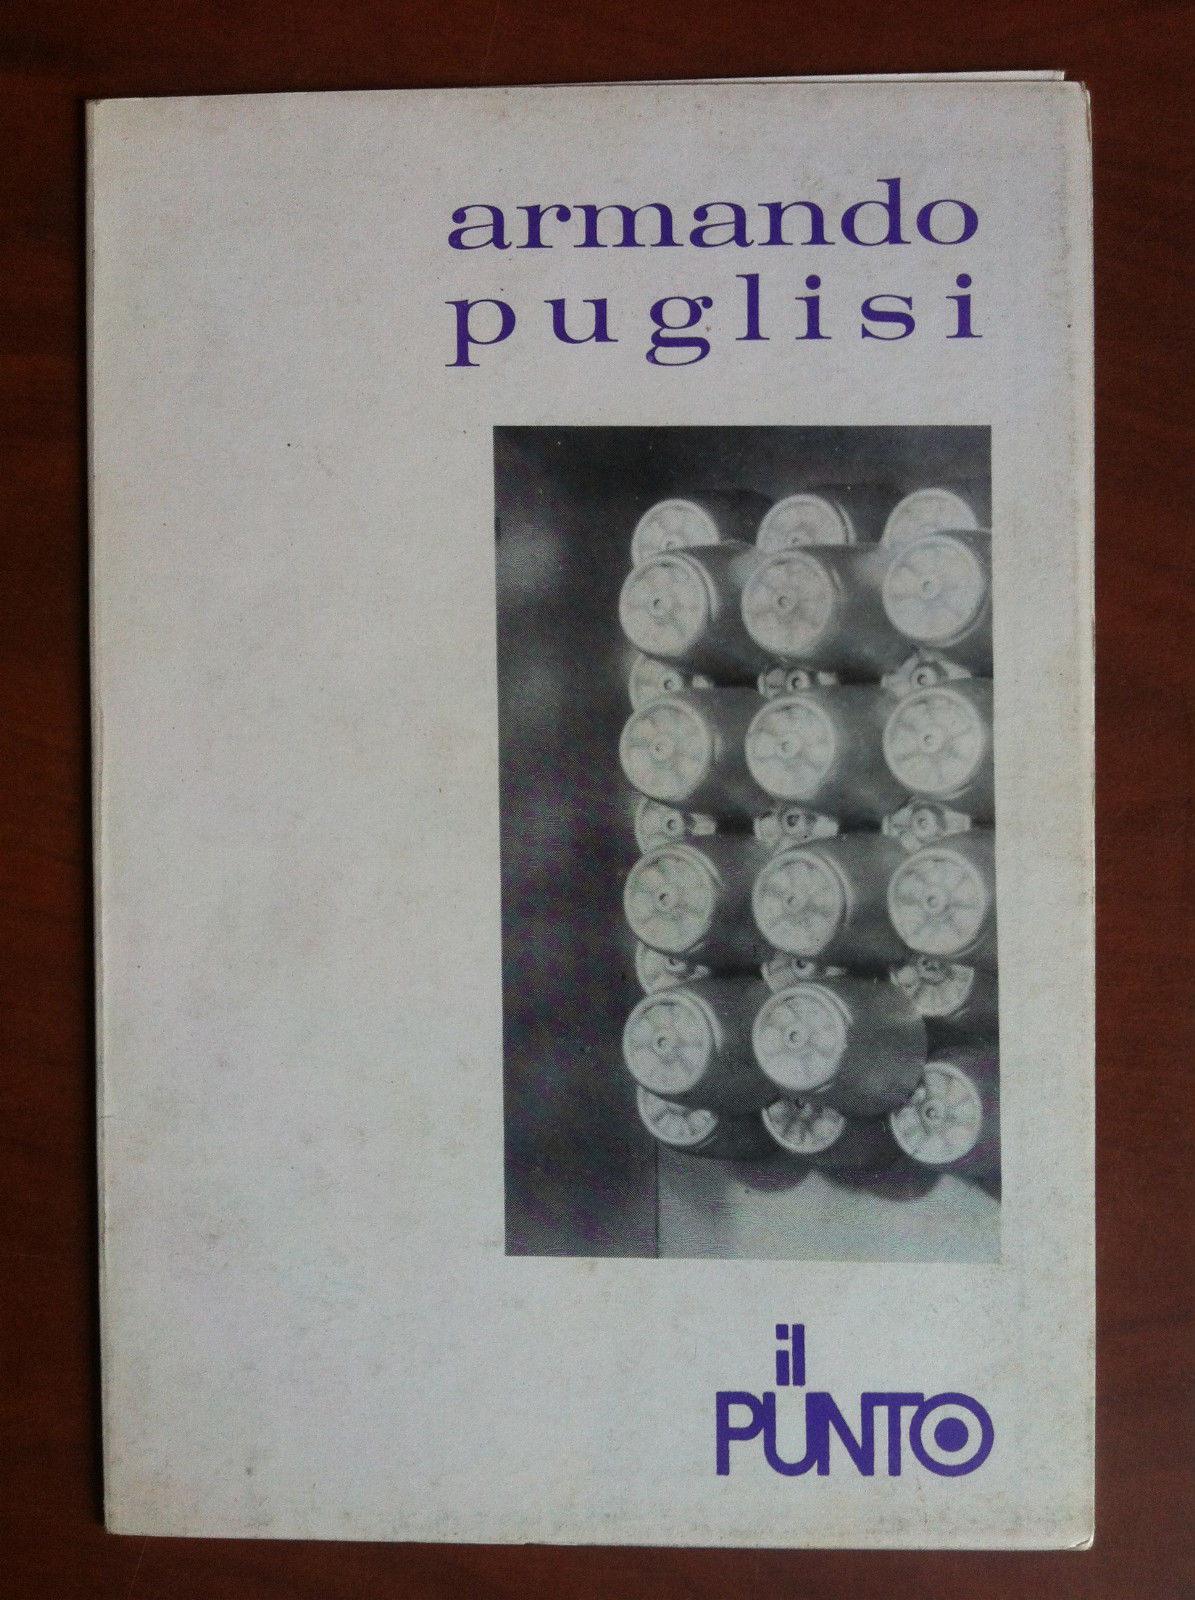 armando
puglisi
il
PUNTO